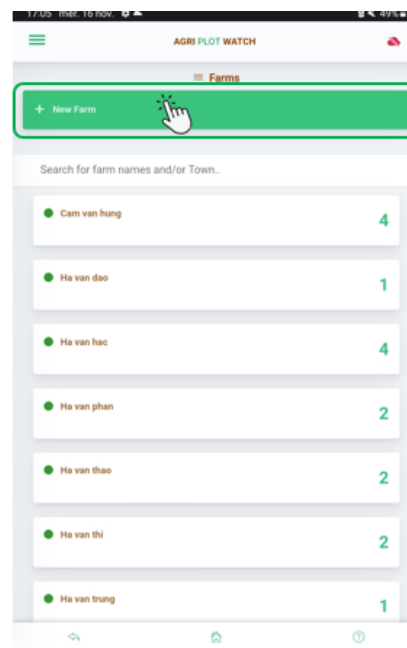 17:05 mer. 16 nov.
49%
AGRI PLOT WATCH
Farms
+ New Farm
Search for farm names and/or Town..
Cam van hung
4
Ha van dao
1
Ha van hac
4
Ha van phan
2
Ha van thao
2
Ha van thi
2
Ha van trung
1